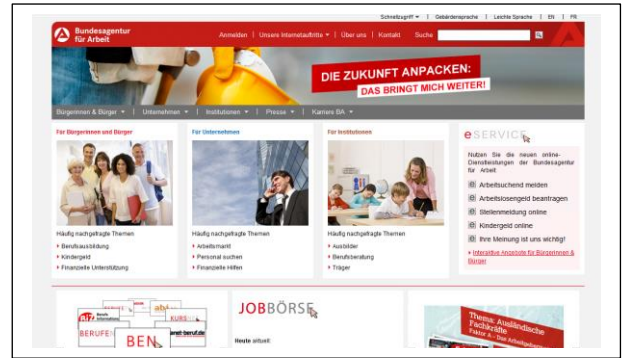 Schnellzugriff | Gebärdensprache | Leichte Sprache | EN | FR
Bundesagentur
für Arbeit
Anmelden | Unsere Internetauftritte | Über uns | Kontakt Suche
DIE ZUKUNFT ANPACKEN:
DAS BRINGT MICH WEITER!
Bürgerinnen & Bürger | Unternehmen | Institutionen | Presse | Karriere BA
Für Bürgerinnen und Bürger
Häufig nachgefragte Themen
Berufsausbildung
Kindergeld
Finanzielle Unterstützung
Für Unternehmen
Häufig nachgefragte Themen
Arbeitsmarkt
Personal suchen
Finanzielle Hilfen
Für Institutionen
Häufig nachgefragte Themen
Ausbilder
Berufsberatung
Träger
eSERVICE
Nutzen Sie die neuen online-
Dienstleistungen der Bundesagentur
für Arbeit
Arbeitsuchend melden
Arbeitslosengeld beantragen
Stellenmeldung online
Kindergeld online
Ihre Meinung ist uns wichtig!
Interaktive Angebote für Bürgerinnen &
Bürger
KURS
BERUFE
BEN
planet-beruf.de
JOBBÖRSE
Heute aktuell
Thema: Ausländische
Fachkräfte